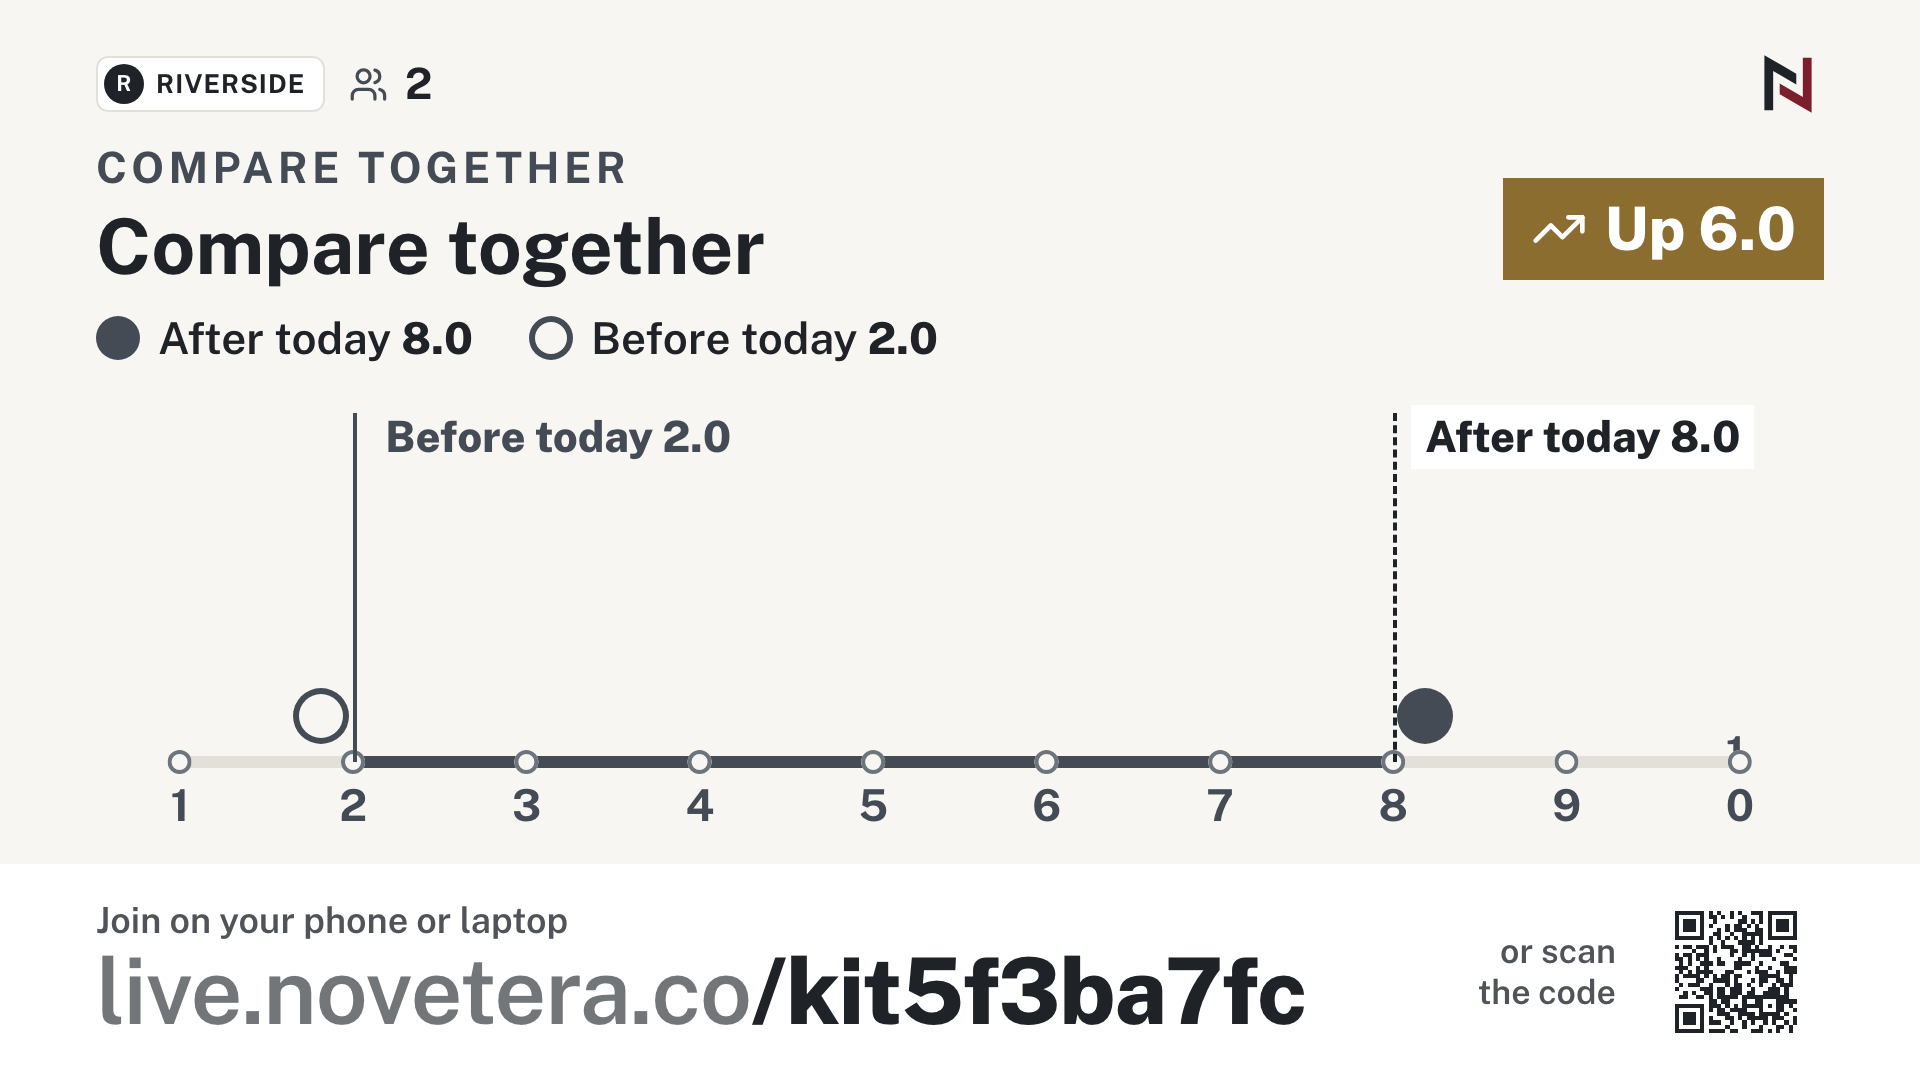 R RIVERSIDE 2
COMPARE TOGETHER
Compare together
Up 6.0
After today 8.0 Before today 2.0
Before today 2.0
After today 8.0
1 2 3 4 5 6 7 8 9 10
Join on your phone or laptop
live.novetera.co/kit5f3ba7fc
or scan
the code